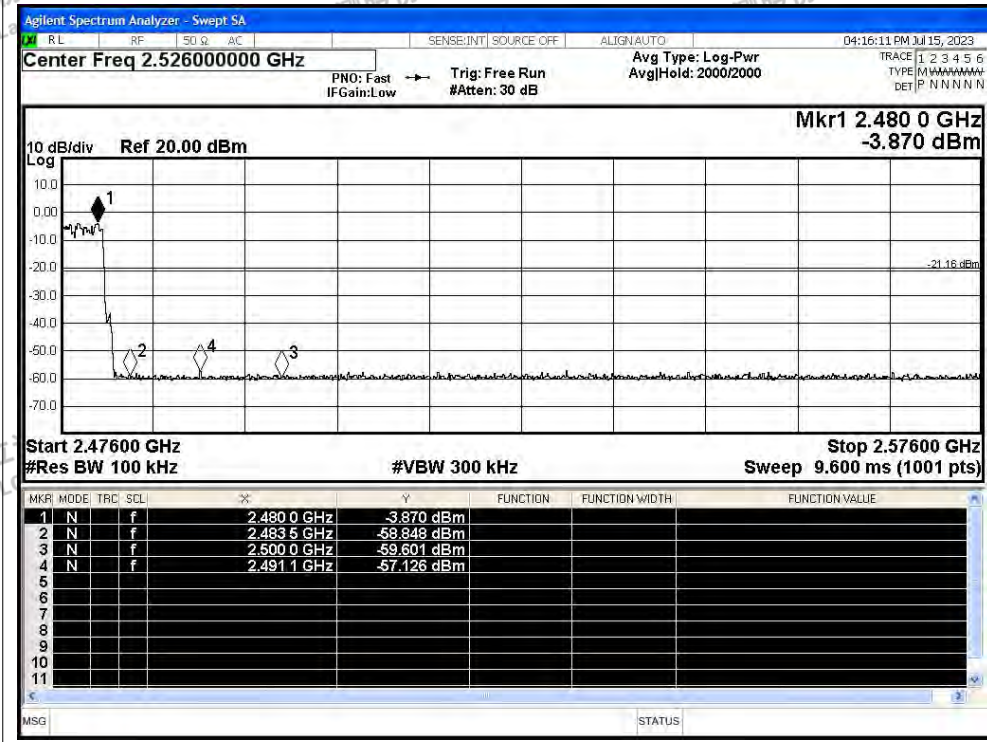 Agilent Spectrum Analyzer - Swept SA
RL RF 50 Ω AC SENSE:INT SOURCE OFF ALIGN AUTO 04:16:11 PM Jul 15, 2023
Center Freq 2.526000000 GHz
PNO: Fast
IFGain:Low
Trig: Free Run
#Atten: 30 dB
Avg Type: Log-Pwr
Avg|Hold: 2000/2000
TRACE 1 2 3 4 5 6
TYPE M WWWWW
DET P N N N N N
Mkr1 2.480 0 GHz
-3.870 dBm
10 dB/div Ref 20.00 dBm
Log
10.0
0.00
-10.0
-20.0
-30.0
-40.0
-50.0
-60.0
-70.0
1
2
4
3
-21.16 dBm
Start 2.47600 GHz Stop 2.57600 GHz
#Res BW 100 kHz #VBW 300 kHz Sweep 9.600 ms (1001 pts)
MKR MODE TRC SCL X Y FUNCTION FUNCTION WIDTH FUNCTION VALUE
1 N f 2.480 0 GHz -3.870 dBm
2 N f 2.483 5 GHz -58.848 dBm
3 N f 2.500 0 GHz -59.601 dBm
4 N f 2.491 1 GHz -57.126 dBm
5
6
7
8
9
10
11
MSG STATUS